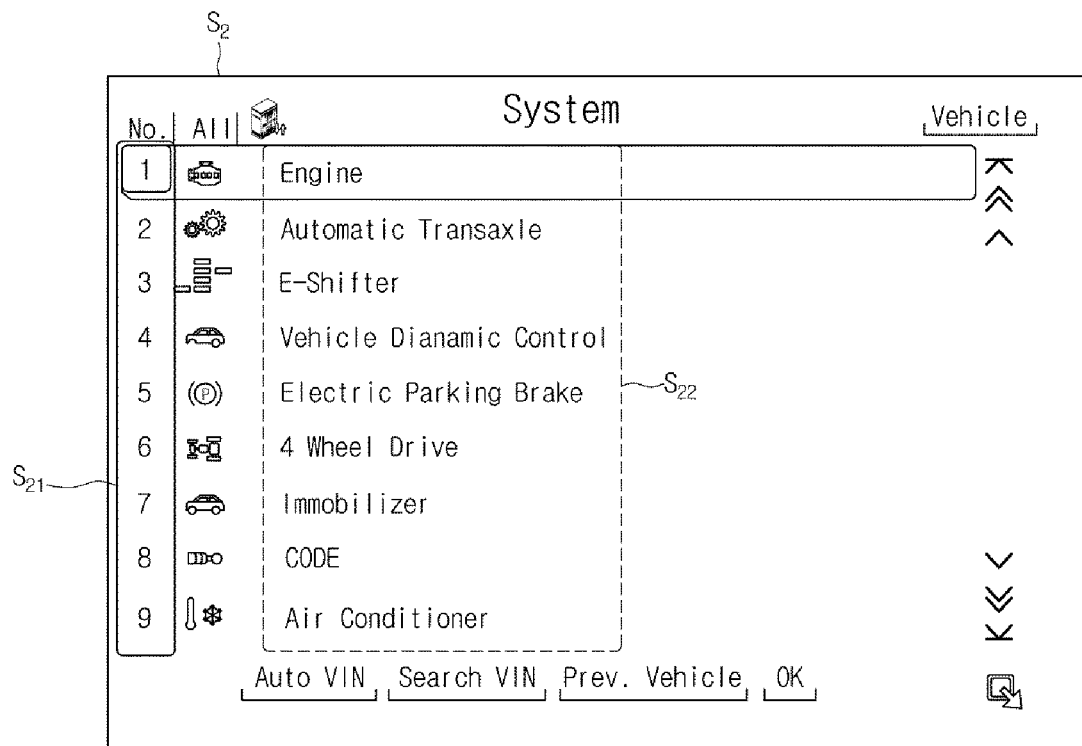 S2
System
No. All Vehicle
1 Engine
2 Automatic Transaxle
3 E-Shifter
4 Vehicle Dianamic Control
5 (P) Electric Parking Brake
S22
6 4 Wheel Drive
S21
7 Immobilizer
8 CODE
9 Air Conditioner
Auto VIN Search VIN Prev. Vehicle OK